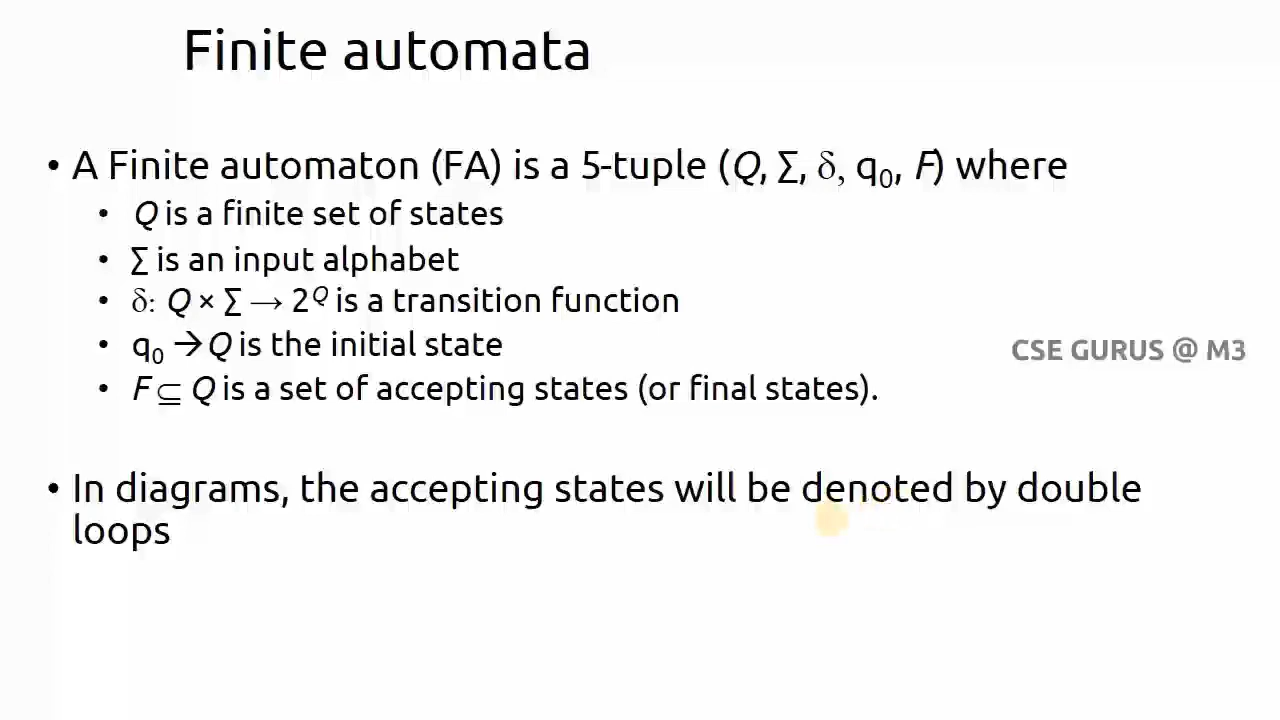 Finite automata
• A Finite automaton (FA) is a 5-tuple (Q, ∑, δ, q₀, F) where
• Q is a finite set of states
• ∑ is an input alphabet
• δ: Q × ∑ → 2^Q is a transition function
• q₀ → Q is the initial state
CSE GURUS @ M3
• F ⊆ Q is a set of accepting states (or final states).
• In diagrams, the accepting states will be denoted by double
loops